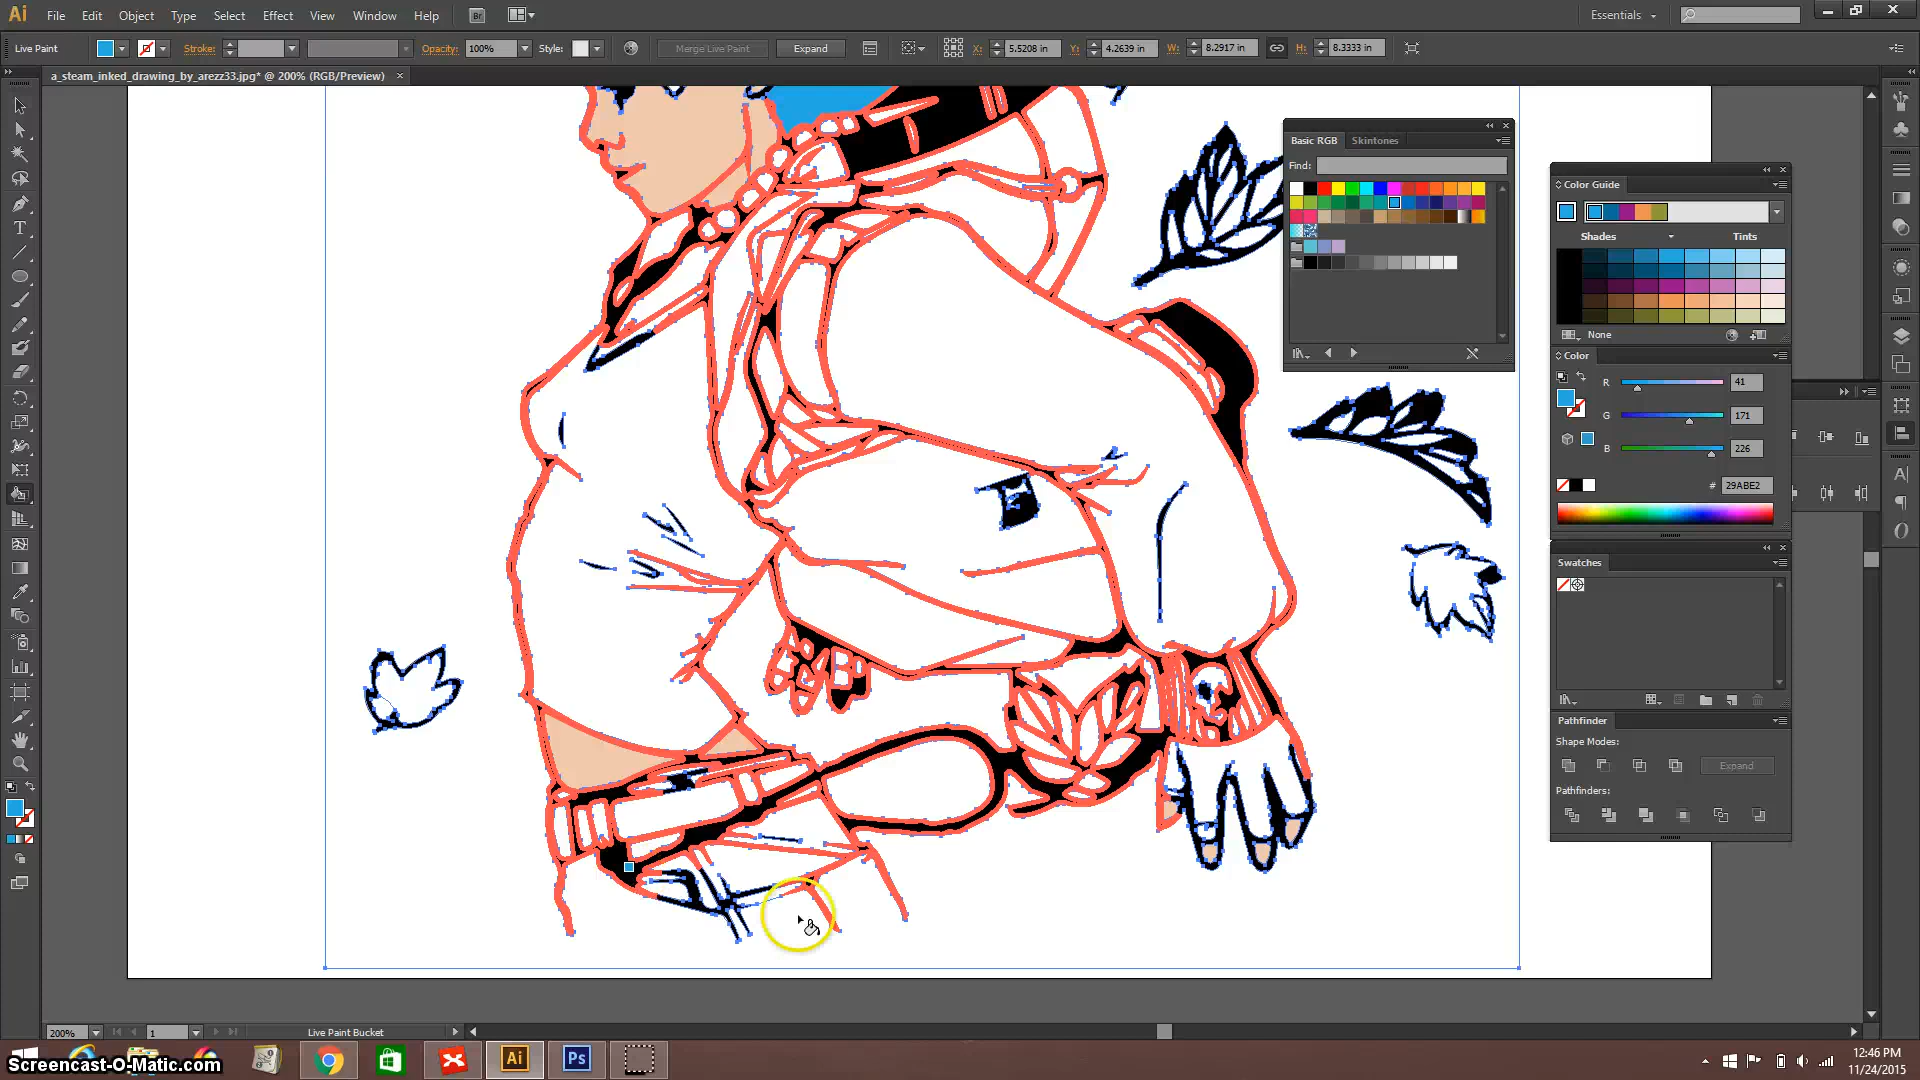 Ai File Edit Object Type Select Effect View Window Help Br Essentials
Live Paint Stroke: Opacity: 100% Style: Merge Live Paint Expand X: 5.5208 in Y: 4.2639 in W: 8.2917 in H: 8.3333 in
a_steam_inked_drawing_by_arezz33.jpg* @ 200% (RGB/Preview)
Basic RGB Skintones
Find:
Color Guide
Shades Tints
None
Color
R 41
G 171
B 226
# 29ABE2
Swatches
Pathfinder
Shape Modes:
Expand
Pathfinders:
200% 1 Live Paint Bucket
Screencast-O-Matic.com
Ai Ps
12:46 PM
11/24/2015